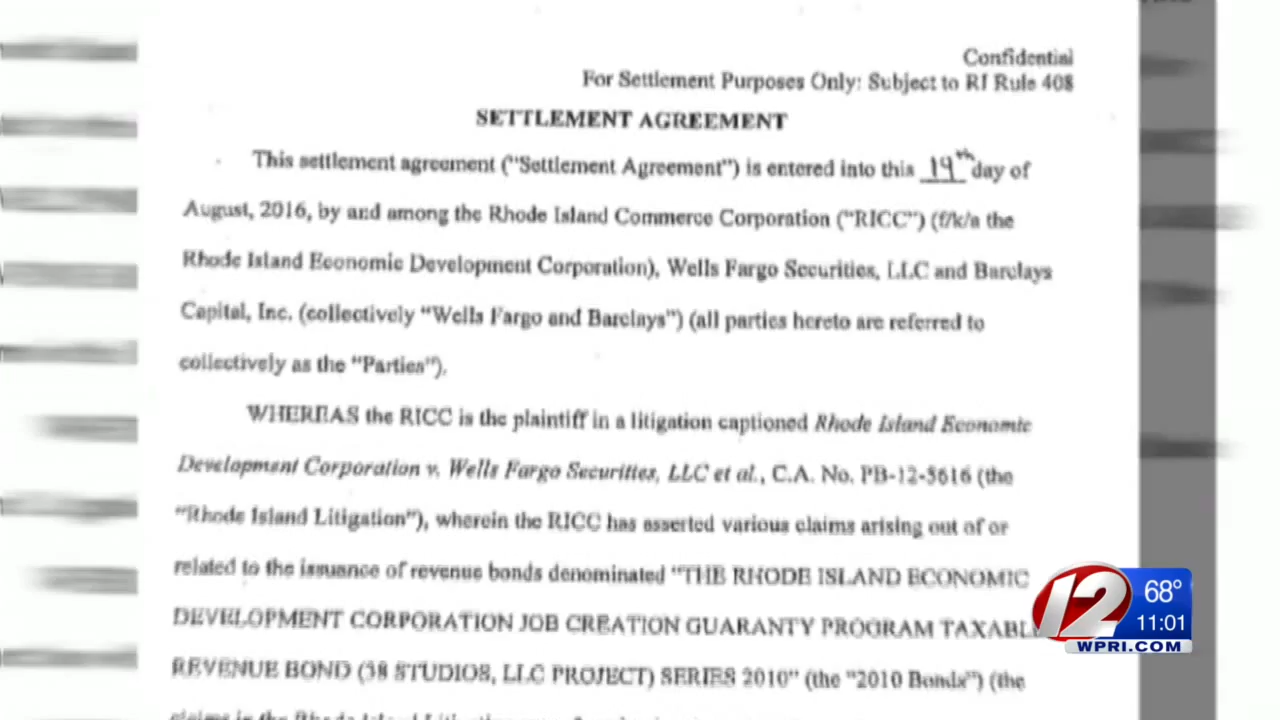 Confidential
For Settlement Purposes Only: Subject to RI Rule 408
SETTLEMENT AGREEMENT
This settlement agreement ("Settlement Agreement") is entered into this 19th day of
August, 2016, by and among the Rhode Island Commerce Corporation ("RICC") (f/k/a the
Rhode Island Economic Development Corporation), Wells Fargo Securities, LLC and Barclays
Capital, Inc. (collectively "Wells Fargo and Barclays") (all parties hereto are referred to
collectively as the "Parties").
WHEREAS the RICC is the plaintiff in a litigation captioned Rhode Island Economic
Development Corporation v. Wells Fargo Securities, LLC et al., C.A. No. PB-12-5616 (the
"Rhode Island Litigation"), wherein the RICC has asserted various claims arising out of or
related to the issuance of revenue bonds denominated "THE RHODE ISLAND ECONOMIC
DEVELOPMENT CORPORATION JOB CREATION GUARANTY PROGRAM TAXABL
REVENUE BOND (38 STUDIOS, LLC PROJECT) SERIES 2010" (the "2010 Bonds") (the
12
68°
11:01
WPRI.COM